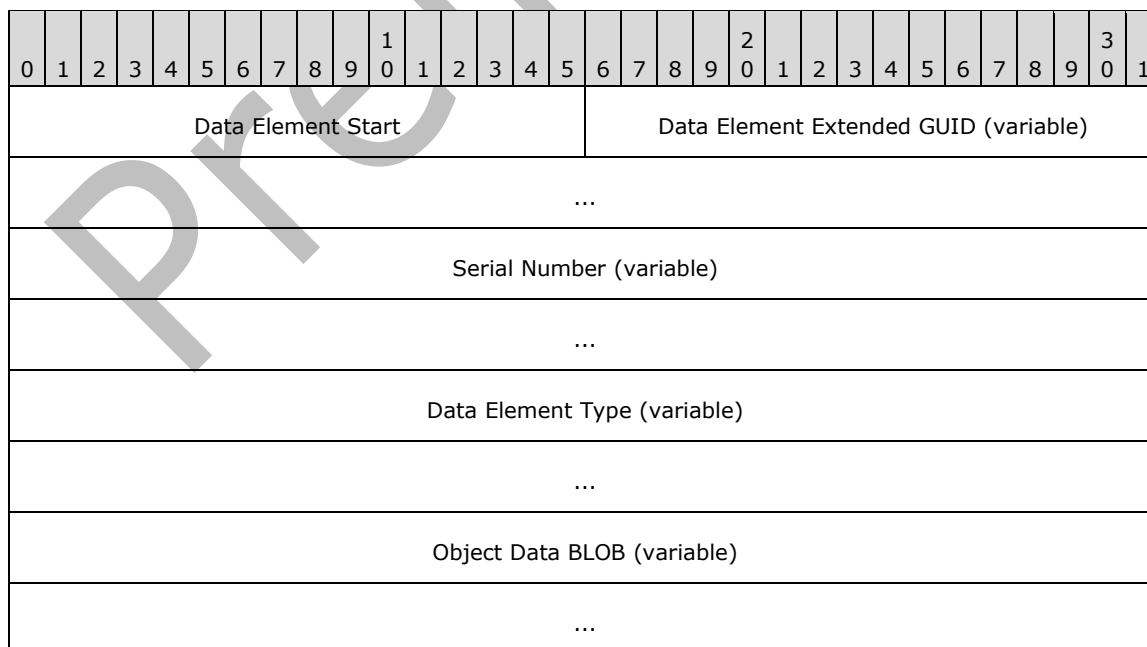 1 2 3
0 1 2 3 4 5 6 7 8 9 0 1 2 3 4 5 6 7 8 9 0 1 2 3 4 5 6 7 8 9 0 1
Data Element Start Data Element Extended GUID (variable)
...
Serial Number (variable)
...
Data Element Type (variable)
...
Object Data BLOB (variable)
...
Pre